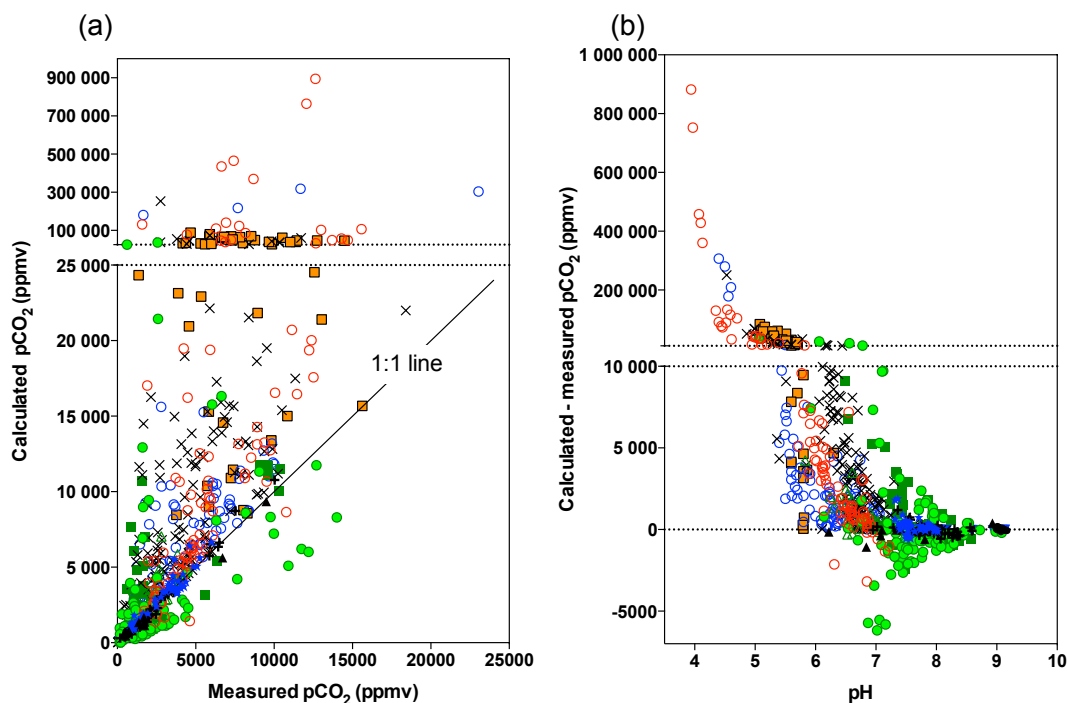 (a)
900 000
700 000
500 000
300 000
100 000
25 000
20 000
15 000
10 000
5 000
0
Calculated pCO₂ (ppmv)
1:1 line
0 5000 10000 15000 20000 25000
Measured pCO₂ (ppmv)
(b)
1 000 000
800 000
600 000
400 000
200 000
10 000
5 000
0
-5000
Calculated - measured pCO₂ (ppmv)
4 5 6 7 8 9 10
pH